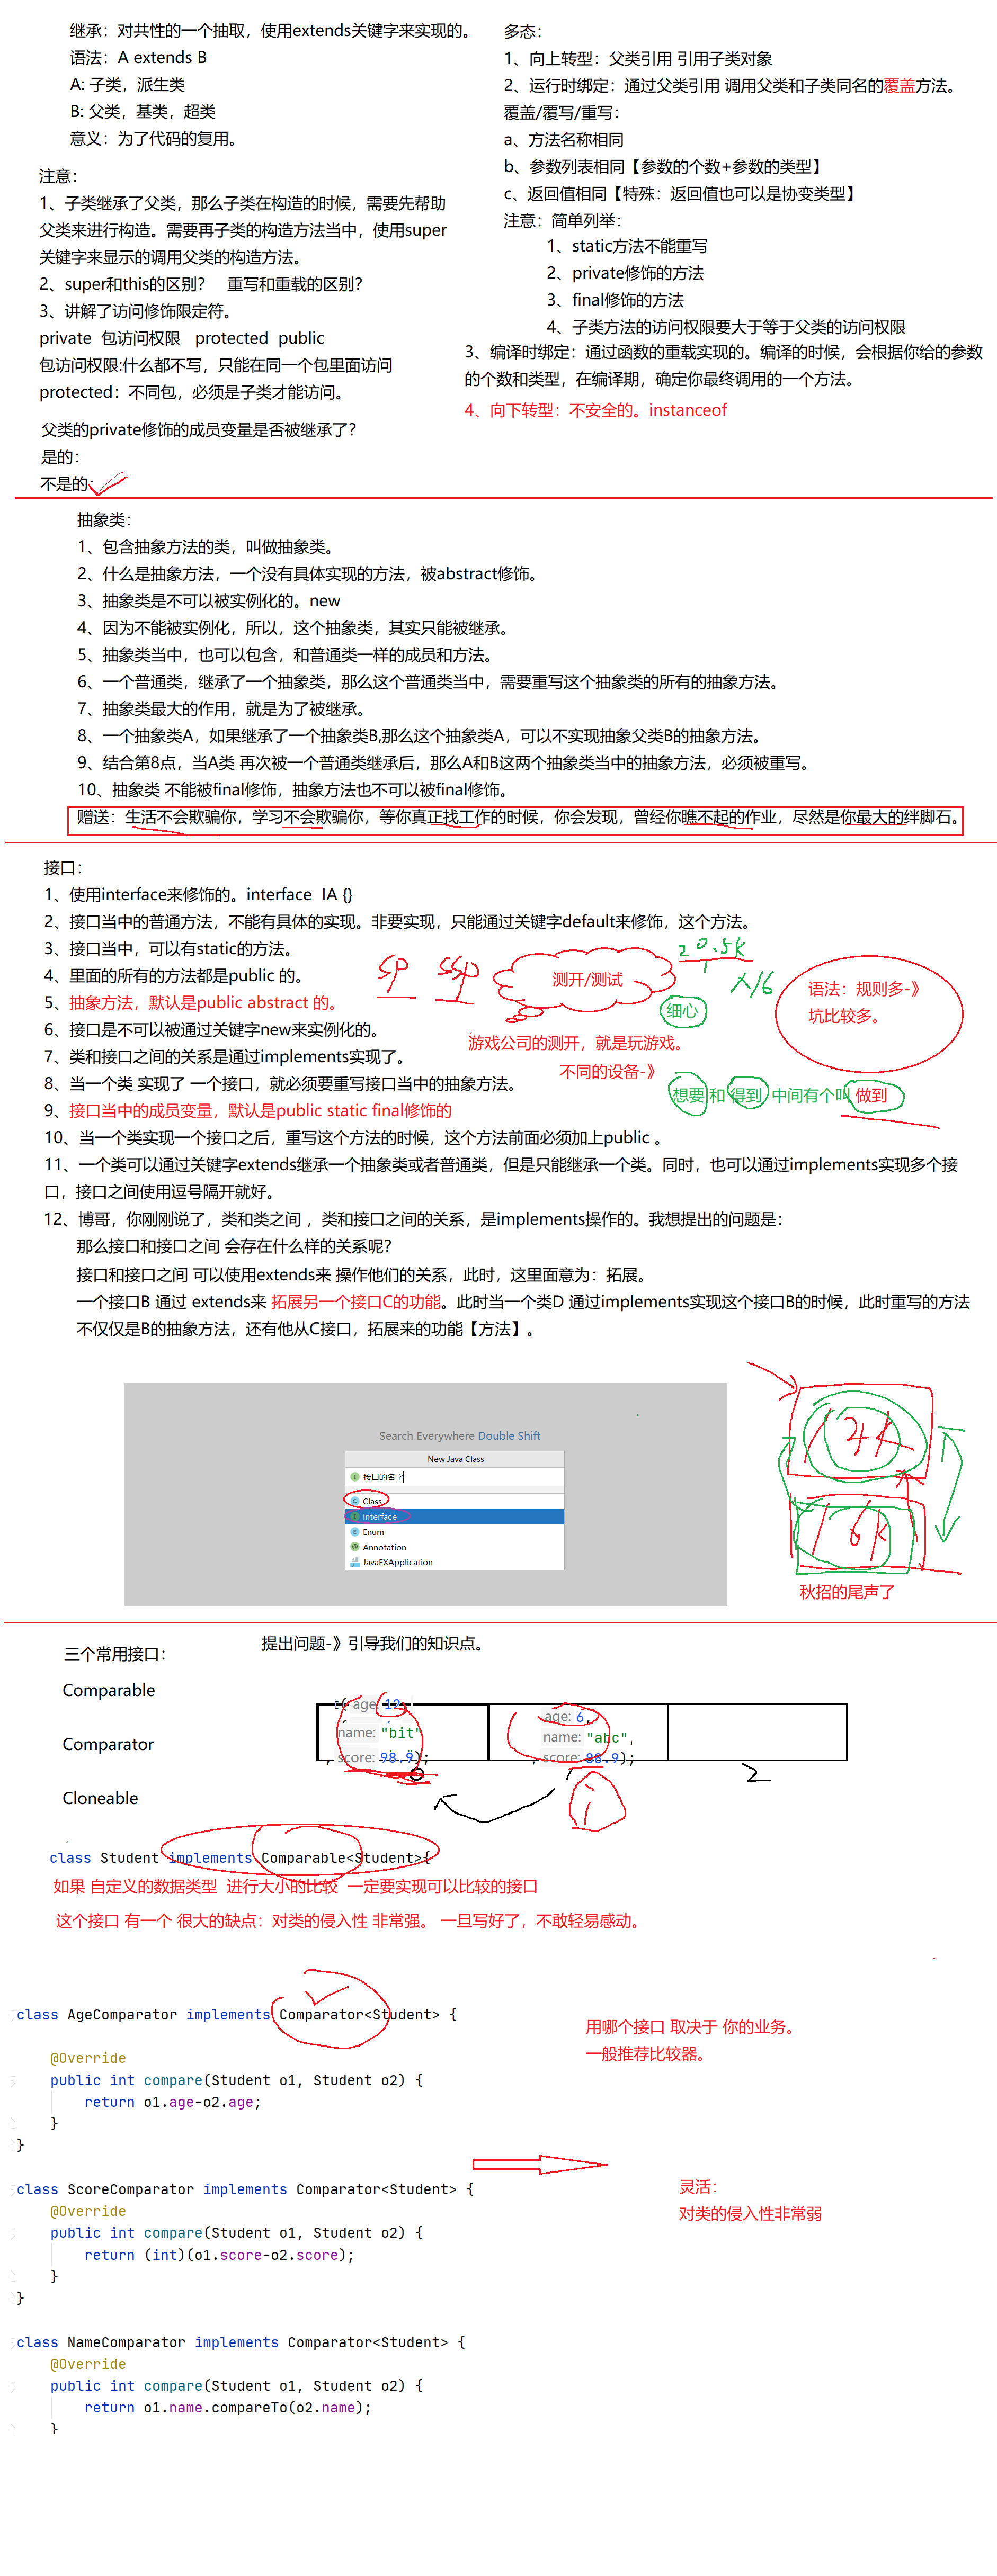 继承：对共性的一个抽取，使用extends关键字来实现的。
语法：A extends B
A: 子类，派生类
B: 父类，基类，超类
意义：为了代码的复用。
注意：
1、子类继承了父类，那么子类在构造的时候，需要先帮助
父类来进行构造。需要再子类的构造方法当中，使用super
关键字来显示的调用父类的构造方法。
2、super和this的区别？ 重写和重载的区别？
3、讲解了访问修饰限定符。
private 包访问权限 protected public
包访问权限:什么都不写，只能在同一个包里面访问
protected：不同包，必须是子类才能访问。
父类的private修饰的成员变量是否被继承了？
是的：
不是的：
多态：
1、向上转型：父类引用 引用子类对象
2、运行时绑定：通过父类引用 调用父类和子类同名的覆盖方法。
覆盖/覆写/重写：
a、方法名称相同
b、参数列表相同【参数的个数+参数的类型】
c、返回值相同【特殊：返回值也可以是协变类型】
注意：简单列举：
1、static方法不能重写
2、private修饰的方法
3、final修饰的方法
4、子类方法的访问权限要大于等于父类的访问权限
3、编译时绑定：通过函数的重载实现的。编译的时候，会根据你给的参数
的个数和类型，在编译期，确定你最终调用的一个方法。
4、向下转型：不安全的。instanceof
抽象类：
1、包含抽象方法的类，叫做抽象类。
2、什么是抽象方法，一个没有具体实现的方法，被abstract修饰。
3、抽象类是不可以被实例化的。new
4、因为不能被实例化，所以，这个抽象类，其实只能被继承。
5、抽象类当中，也可以包含，和普通类一样的成员和方法。
6、一个普通类，继承了一个抽象类，那么这个普通类当中，需要重写这个抽象类的所有的抽象方法。
7、抽象类最大的作用，就是为了被继承。
8、一个抽象类A，如果继承了一个抽象类B,那么这个抽象类A，可以不实现抽象父类B的抽象方法。
9、结合第8点，当A类 再次被一个普通类继承后，那么A和B这两个抽象类当中的抽象方法，必须被重写。
10、抽象类 不能被final修饰，抽象方法也不可以被final修饰。
赠送：生活不会欺骗你，学习不会欺骗你，等你真正找工作的时候，你会发现，曾经你瞧不起的作业，尽然是你最大的绊脚石。
接口：
1、使用interface来修饰的。interface IA {}
2、接口当中的普通方法，不能有具体的实现。非要实现，只能通过关键字default来修饰，这个方法。
3、接口当中，可以有static的方法。
4、里面的所有的方法都是public 的。
5、抽象方法，默认是public abstract 的。
6、接口是不可以被通过关键字new来实例化的。
7、类和接口之间的关系是通过implements实现了。
8、当一个类 实现了 一个接口，就必须要重写接口当中的抽象方法。
9、接口当中的成员变量，默认是public static final修饰的
10、当一个类实现一个接口之后，重写这个方法的时候，这个方法前面必须加上public 。
11、一个类可以通过关键字extends继承一个抽象类或者普通类，但是只能继承一个类。同时，也可以通过implements实现多个接
口，接口之间使用逗号隔开就好。
12、博哥，你刚刚说了，类和类之间 ，类和接口之间的关系，是implements操作的。我想提出的问题是：
那么接口和接口之间 会存在什么样的关系呢？
接口和接口之间 可以使用extends来 操作他们的关系，此时，这里面意为：拓展。
一个接口B 通过 extends来 拓展另一个接口C的功能。此时当一个类D 通过implements实现这个接口B的时候，此时重写的方法
不仅仅是B的抽象方法，还有他从C接口，拓展来的功能【方法】。
sp ssp
测开/测试
20.5K
细心
游戏公司的测开，就是玩游戏。
不同的设备-》
语法：规则多-》
坑比较多。
想要 和 得到 中间有个叫 做到
Search Everywhere Double Shift
New Java Class
接口的名字
Class
Interface
Enum
Annotation
JavaFXApplication
16K
秋招的尾声了
三个常用接口：
提出问题-》引导我们的知识点。
Comparable
Comparator
Cloneable
t( age: 12,
name: "bit"
, score: 98.9);
age: 6,
name: "abc",
, score: 88.9);
2
class Student implements Comparable<Student>{
如果 自定义的数据类型 进行大小的比较 一定要实现可以比较的接口
这个接口 有一个 很大的缺点：对类的侵入性 非常强。 一旦写好了，不敢轻易感动。
class AgeComparator implements Comparator<Student> {
@Override
public int compare(Student o1, Student o2) {
return o1.age-o2.age;
}
}
用哪个接口 取决于 你的业务。
一般推荐比较器。
class ScoreComparator implements Comparator<Student> {
@Override
public int compare(Student o1, Student o2) {
return (int)(o1.score-o2.score);
}
}
灵活：
对类的侵入性非常弱
class NameComparator implements Comparator<Student> {
@Override
public int compare(Student o1, Student o2) {
return o1.name.compareTo(o2.name);
}